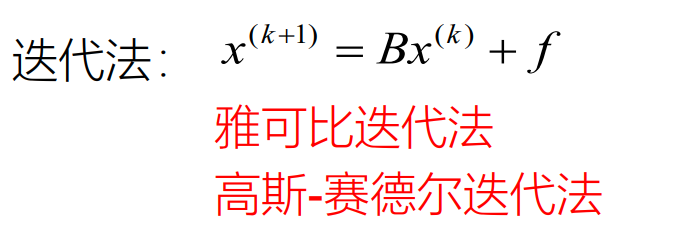 迭代法： x^{(k+1)} = Bx^{(k)} + f
雅可比迭代法
高斯-赛德尔迭代法